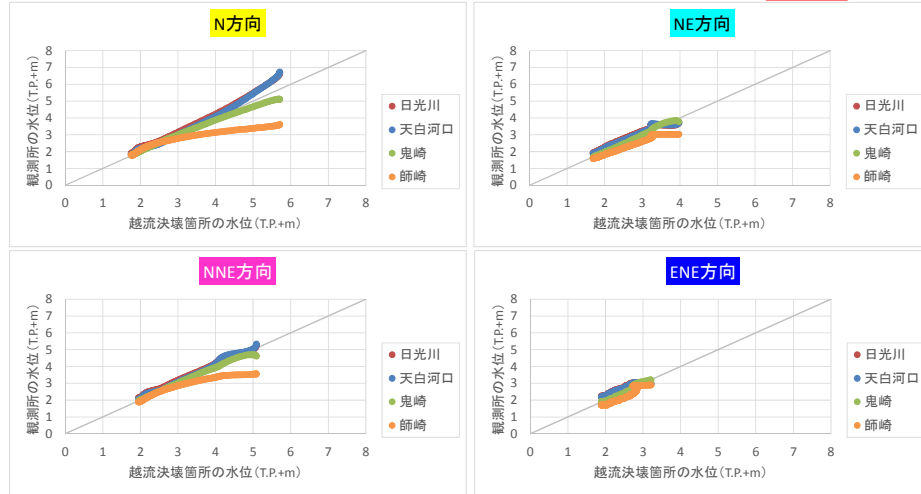 N方向
観測所の水位(T.P.+m)
8
7
6
5
4
3
2
1
0
0 1 2 3 4 5 6 7 8
越流決壊箇所の水位(T.P.+m)
日光川
天白河口
鬼崎
師崎
NE方向
観測所の水位(T.P.+m)
8
7
6
5
4
3
2
1
0
0 1 2 3 4 5 6 7 8
越流決壊箇所の水位(T.P.+m)
日光川
天白河口
鬼崎
師崎
NNE方向
観測所の水位(T.P.+m)
8
7
6
5
4
3
2
1
0
0 1 2 3 4 5 6 7 8
越流決壊箇所の水位(T.P.+m)
日光川
天白河口
鬼崎
師崎
ENE方向
観測所の水位(T.P.+m)
8
7
6
5
4
3
2
1
0
0 1 2 3 4 5 6 7 8
越流決壊箇所の水位(T.P.+m)
日光川
天白河口
鬼崎
師崎